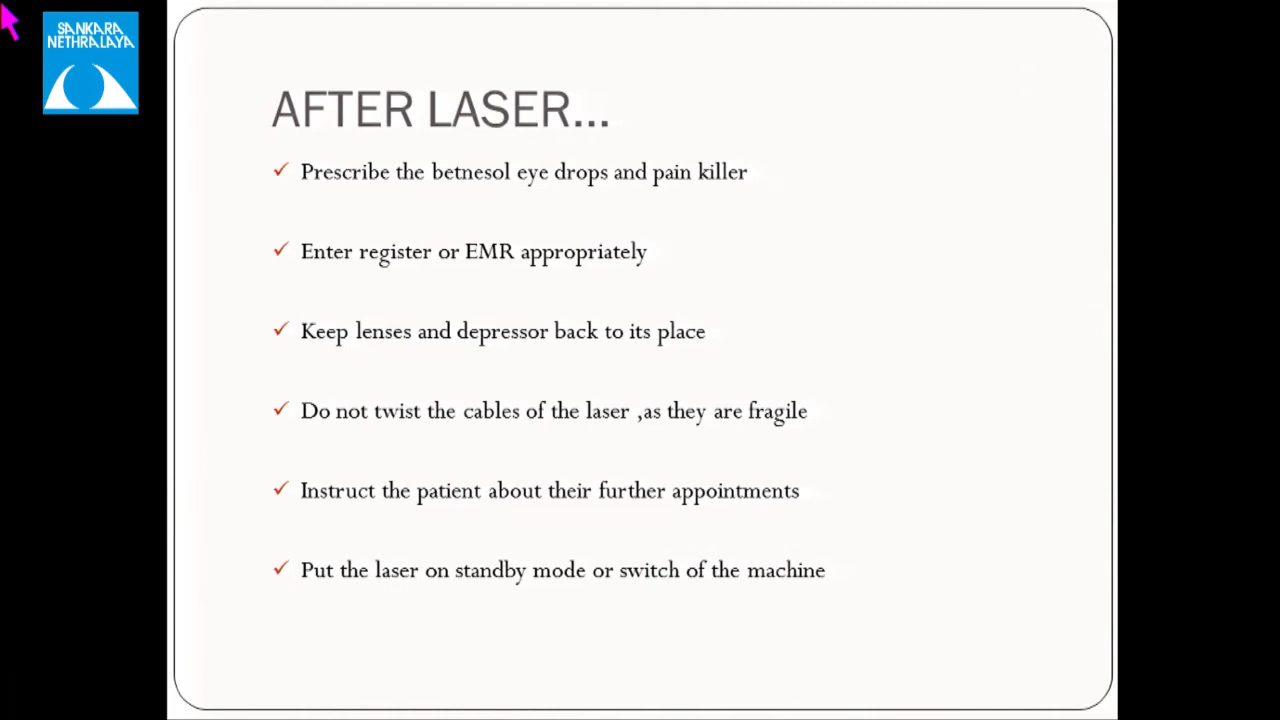 SANKARA
NETHRALAYA
AFTER LASER...
Prescribe the betnesol eye drops and pain killer
Enter register or EMR appropriately
Keep lenses and depressor back to its place
Do not twist the cables of the laser ,as they are fragile
Instruct the patient about their further appointments
Put the laser on standby mode or switch of the machine